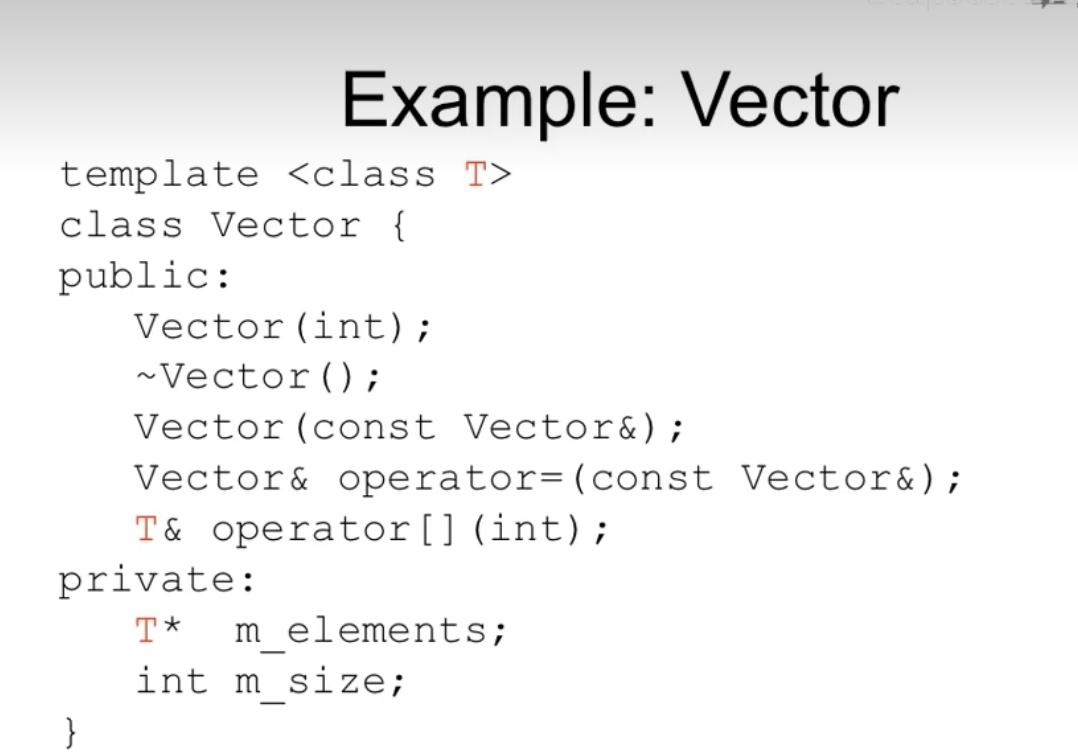 Example: Vector
template <class T>
class Vector {
public:
Vector(int);
~Vector();
Vector(const Vector&);
Vector& operator=(const Vector&);
T& operator[](int);
private:
T* m_elements;
int m_size;
}